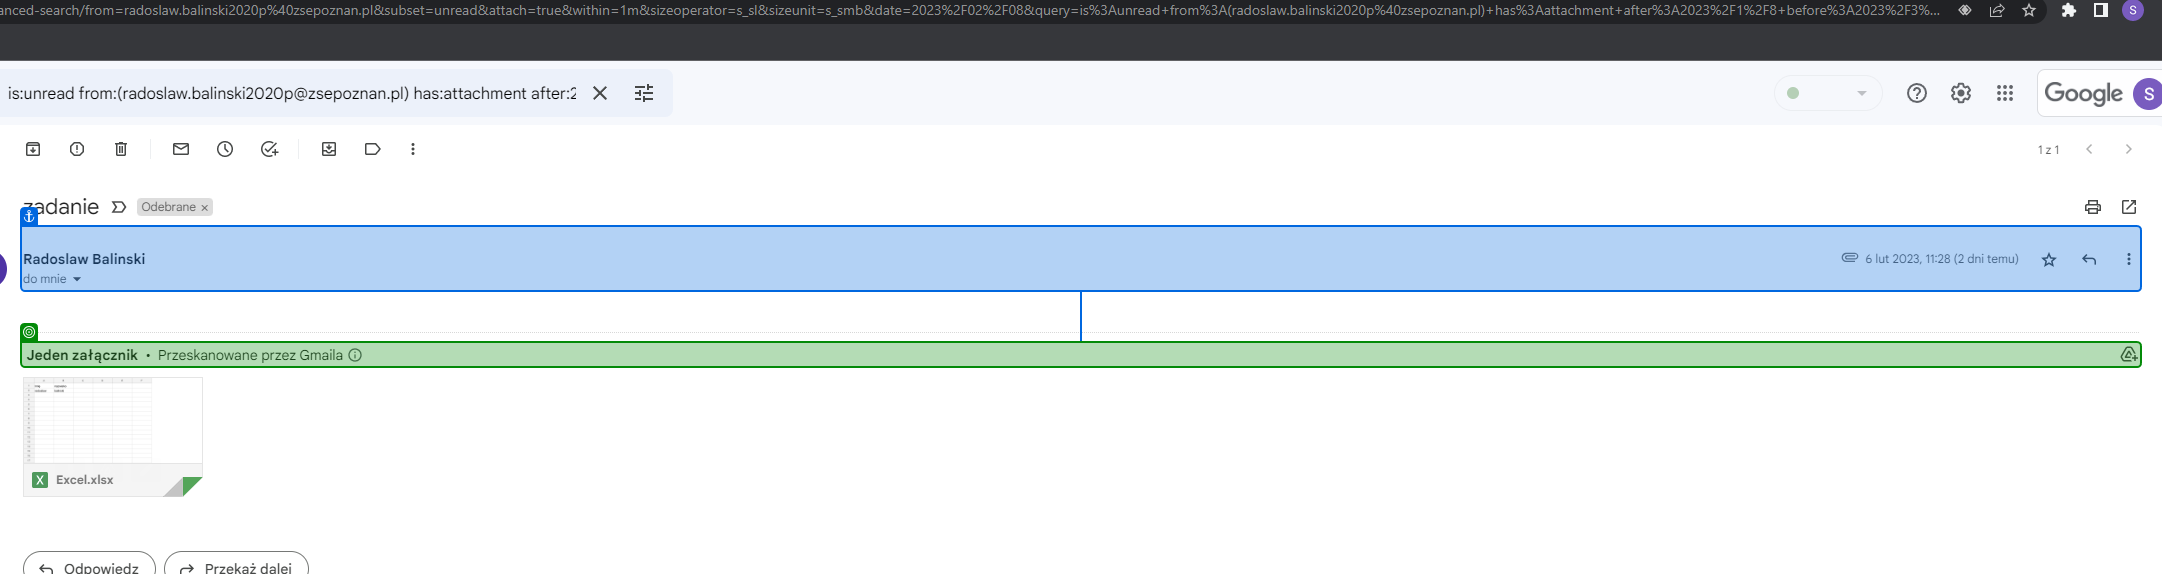 anced-search/from=radoslaw.balinski2020p%40zsepoznan.pl&subset=unread&attach=true&within=1m&sizeoperator=s_sl&sizeunit=s_smb&date=2023%2F02%2F08&query=is%3Aunread+from%3A(radoslaw.balinski2020p%40zsepoznan.pl)+has%3Aattachment+after%3A2023%2F1%2F8+before%3A2023%2F3%... S
is:unread from:(radoslaw.balinski2020p@zsepoznan.pl) has:attachment after:2 Google S
1 z 1
zadanie Odebrane ×
Radoslaw Balinski 6 lut 2023, 11:28 (2 dni temu)
do mnie
Jeden załącznik • Przeskanowane przez Gmaila
X Excel.xlsx
Odpowiedz Przekaż dalej